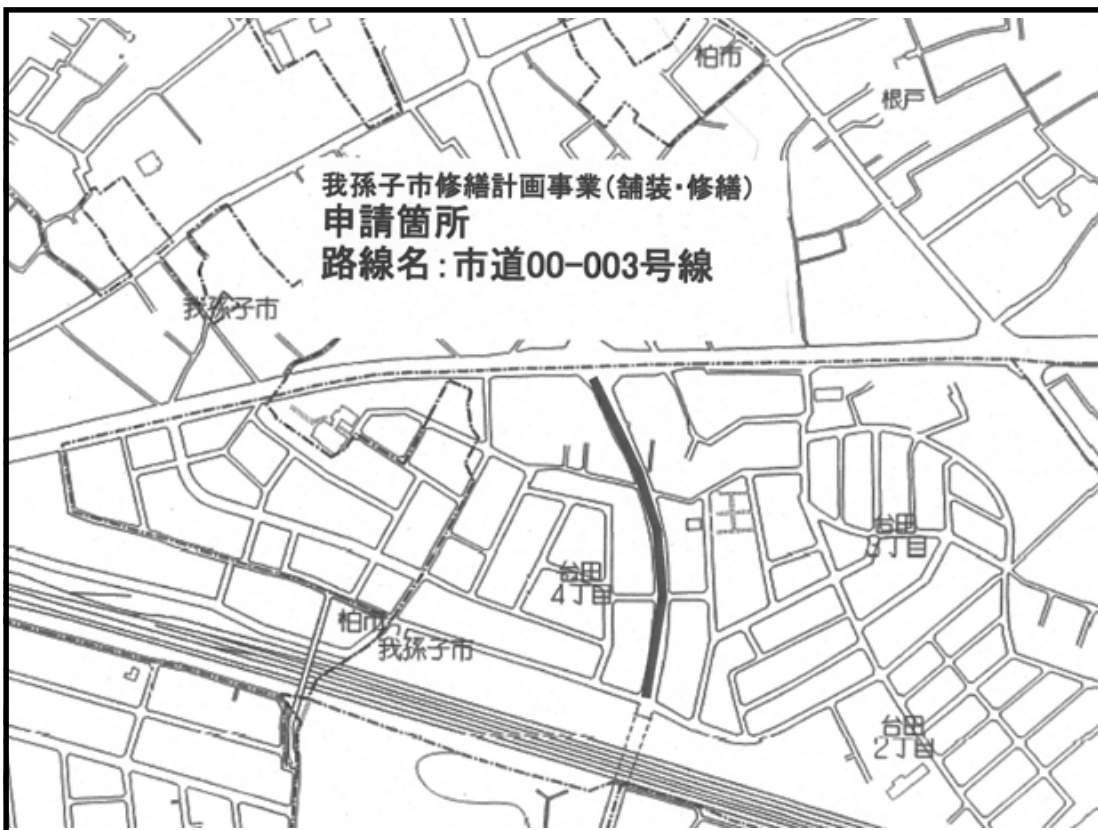 柏市
根戸
我孫子市修繕計画事業(舗装・修繕)
申請箇所
路線名:市道00-003号線
我孫子市
台田
3丁目
台田
4丁目
柏市
我孫子市
台田
2丁目